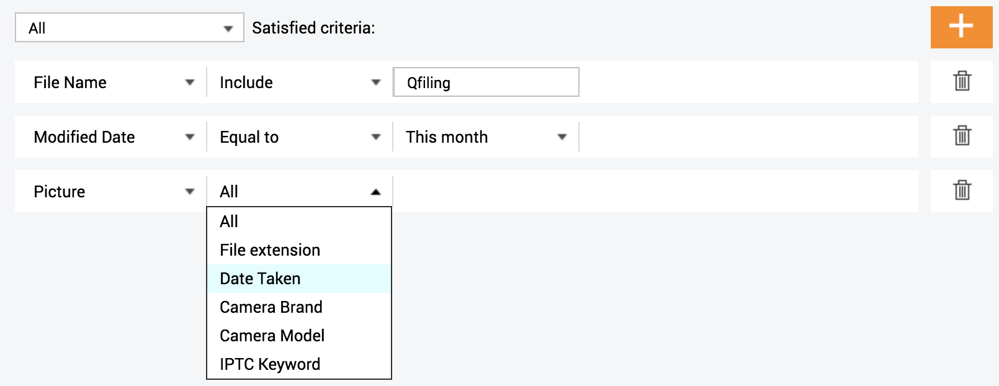 All Satisfied criteria:
File Name Include Qfiling
Modified Date Equal to This month
Picture All
All
File extension
Date Taken
Camera Brand
Camera Model
IPTC Keyword